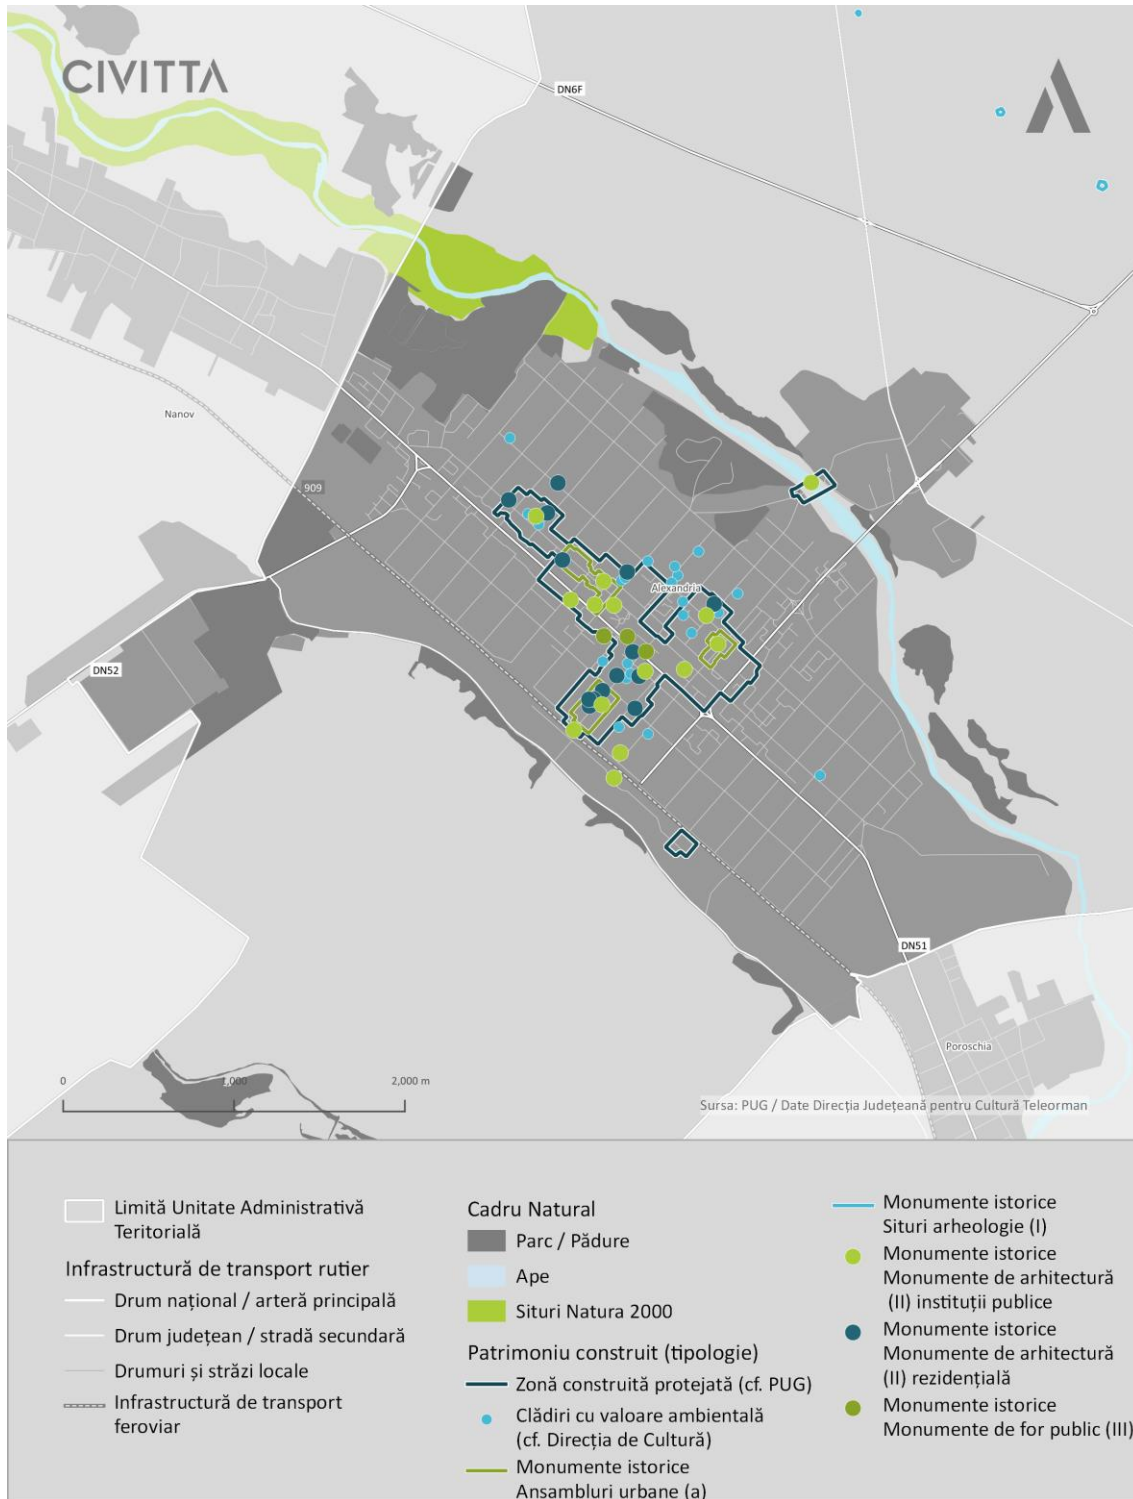 CIVITTA
DN6F
Nanov
909
Alexandria
DN52
DN51
Poroschia
0
1,000
2,000 m
Sursa: PUG / Date Direcția Județeană pentru Cultură Teleorman
Limită Unitate Administrativă
Teritorială
Infrastructură de transport rutier
Drum național / arteră principală
Drum județean / stradă secundară
Drumuri și străzi locale
Infrastructură de transport
feroviar
Cadru Natural
Parc / Pădure
Ape
Situri Natura 2000
Patrimoniu construit (tipologie)
Zonă construită protejată (cf. PUG)
Clădiri cu valoare ambientală
(cf. Direcția de Cultură)
Monumente istorice
Ansambluri urbane (a)
Monumente istorice
Situri arheologie (I)
Monumente istorice
Monumente de arhitectură
(II) instituții publice
Monumente istorice
Monumente de arhitectură
(II) rezidențială
Monumente istorice
Monumente de for public (III)